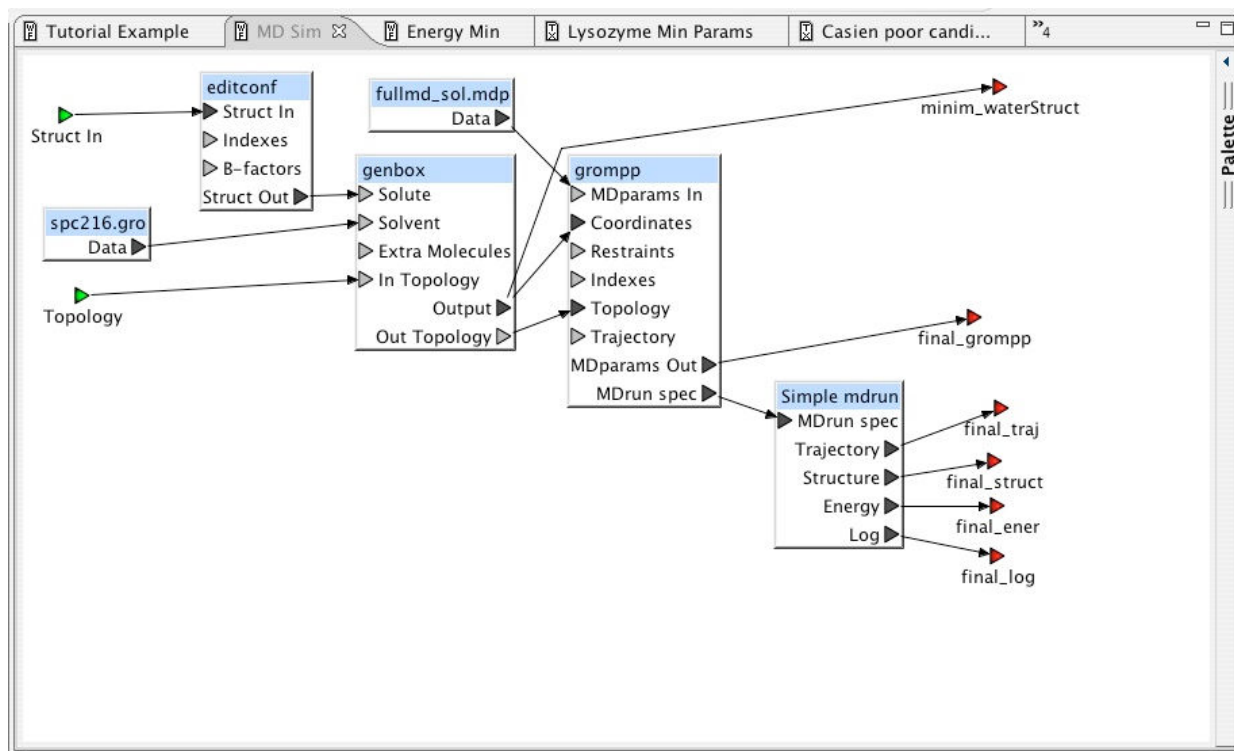 Tutorial Example
MD Sim
Energy Min
Lysozyme Min Params
Casien poor candi...
»4
Palette
Struct In
editconf
Struct In
Indexes
B-factors
Struct Out
fullmd_sol.mdp
Data
minim_waterStruct
spc216.gro
Data
Topology
genbox
Solute
Solvent
Extra Molecules
In Topology
Output
Out Topology
grompp
MDparams In
Coordinates
Restraints
Indexes
Topology
Trajectory
MDparams Out
MDrun spec
final_grompp
Simple mdrun
MDrun spec
Trajectory
Structure
Energy
Log
final_traj
final_struct
final_ener
final_log